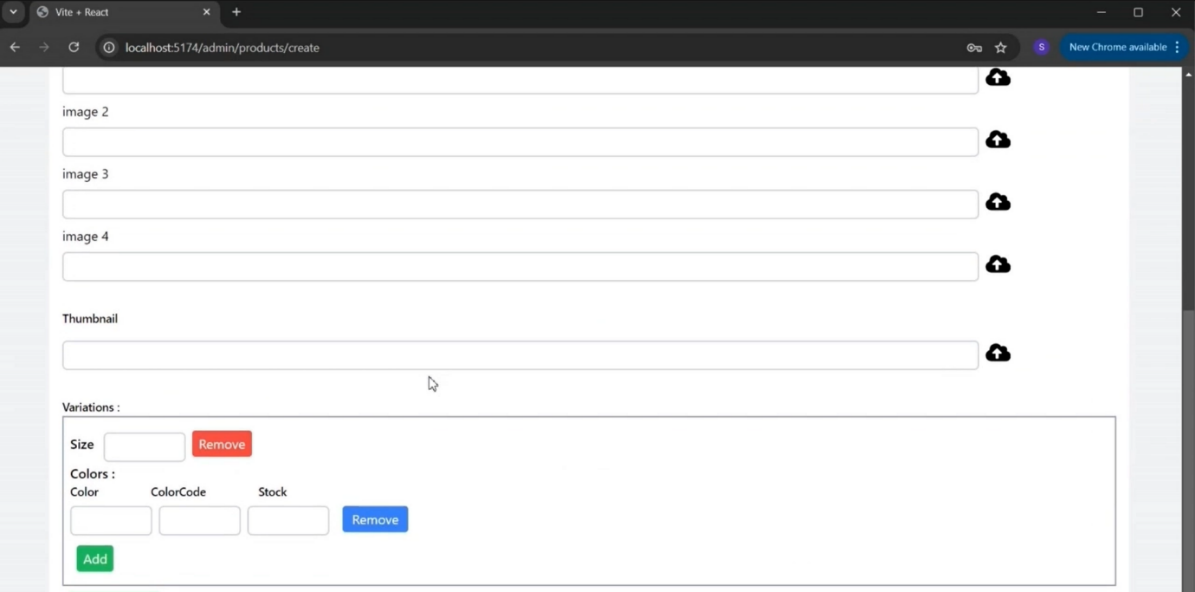 Vite + React
localhost:5174/admin/products/create
S
New Chrome available
image 2
image 3
image 4
Thumbnail
Variations :
Size
Remove
Colors :
Color ColorCode Stock
Remove
Add